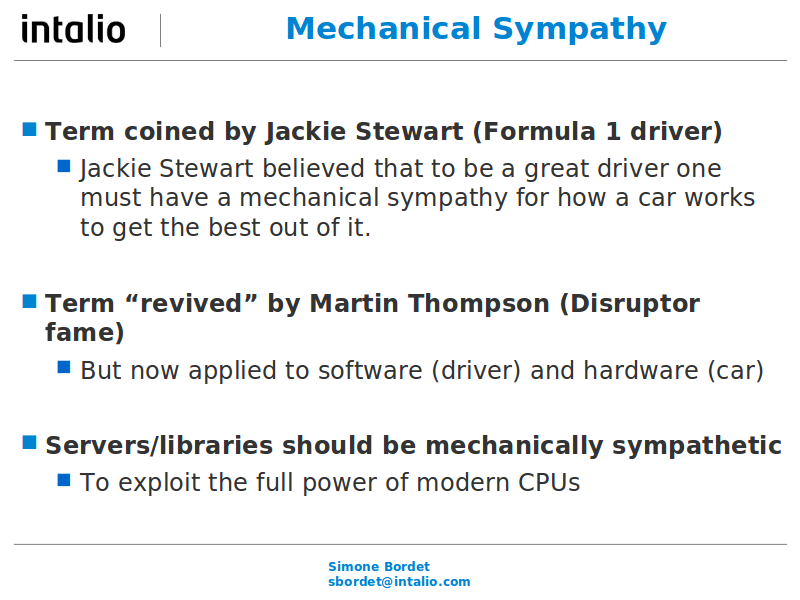 intalio
Mechanical Sympathy
Term coined by Jackie Stewart (Formula 1 driver)
Jackie Stewart believed that to be a great driver one
must have a mechanical sympathy for how a car works
to get the best out of it.
Term “revived” by Martin Thompson (Disruptor
fame)
But now applied to software (driver) and hardware (car)
Servers/libraries should be mechanically sympathetic
To exploit the full power of modern CPUs
Simone Bordet
sbordet@intalio.com